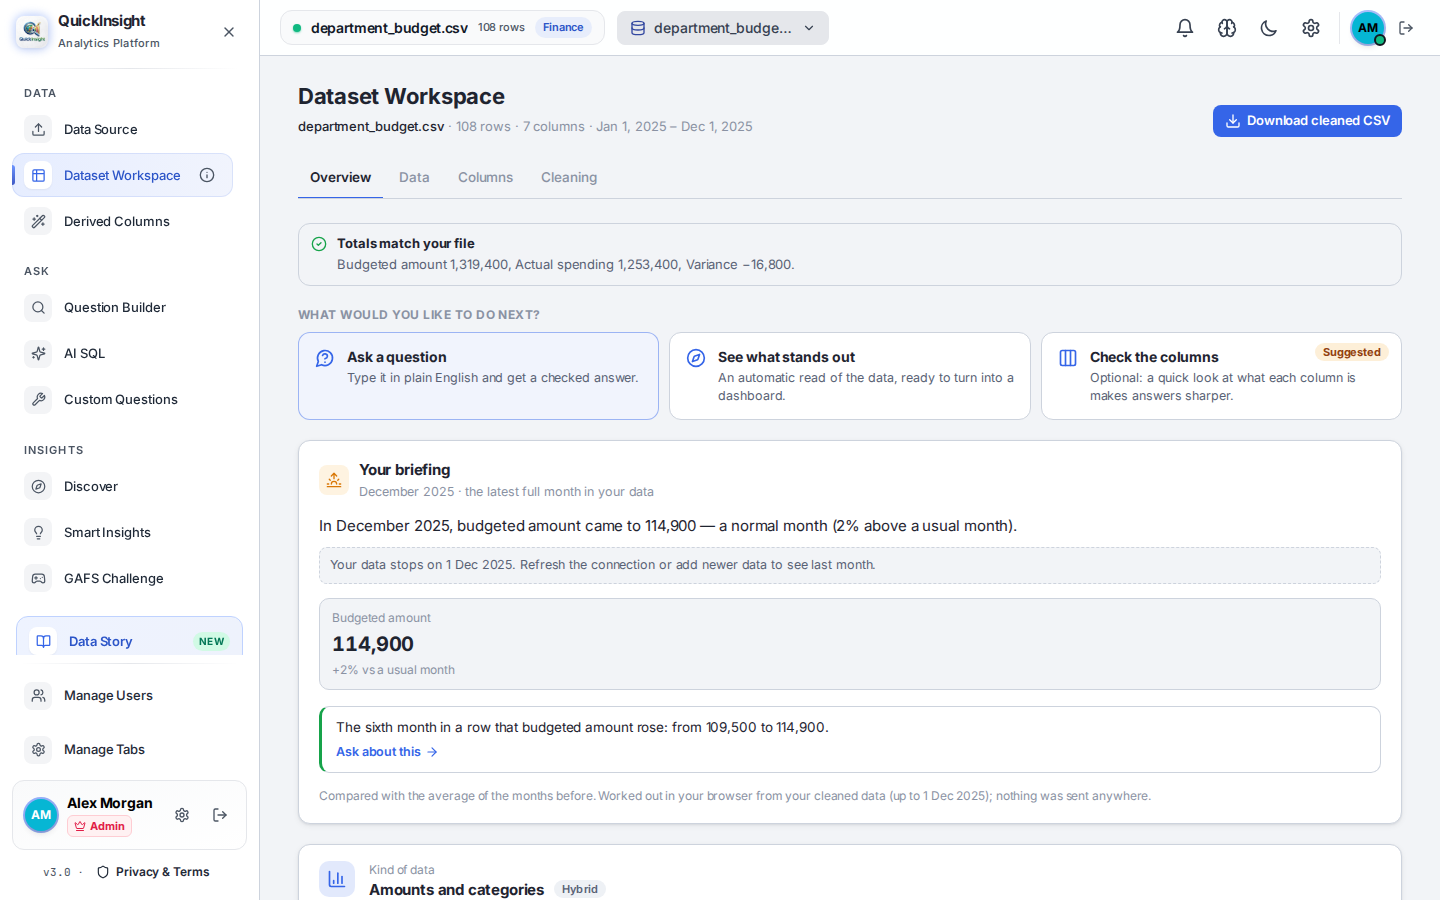 QuickInsight
Analytics Platform
DATA
Data Source
Dataset Workspace
Derived Columns
ASK
Question Builder
AI SQL
Custom Questions
INSIGHTS
Discover
Smart Insights
GAFS Challenge
Data Story NEW
Manage Users
Manage Tabs
AM Alex Morgan
Admin
v3.0 · Privacy & Terms
department_budget.csv 108 rows Finance
department_budge...
AM
Dataset Workspace
department_budget.csv · 108 rows · 7 columns · Jan 1, 2025 – Dec 1, 2025
Download cleaned CSV
Overview Data Columns Cleaning
Totals match your file
Budgeted amount 1,319,400, Actual spending 1,253,400, Variance −16,800.
WHAT WOULD YOU LIKE TO DO NEXT?
Ask a question
Type it in plain English and get a checked answer.
See what stands out
An automatic read of the data, ready to turn into a
dashboard.
Check the columns Suggested
Optional: a quick look at what each column is
makes answers sharper.
Your briefing
December 2025 · the latest full month in your data
In December 2025, budgeted amount came to 114,900 — a normal month (2% above a usual month).
Your data stops on 1 Dec 2025. Refresh the connection or add newer data to see last month.
Budgeted amount
114,900
+2% vs a usual month
The sixth month in a row that budgeted amount rose: from 109,500 to 114,900.
Ask about this →
Compared with the average of the months before. Worked out in your browser from your cleaned data (up to 1 Dec 2025); nothing was sent anywhere.
Kind of data
Amounts and categories Hybrid